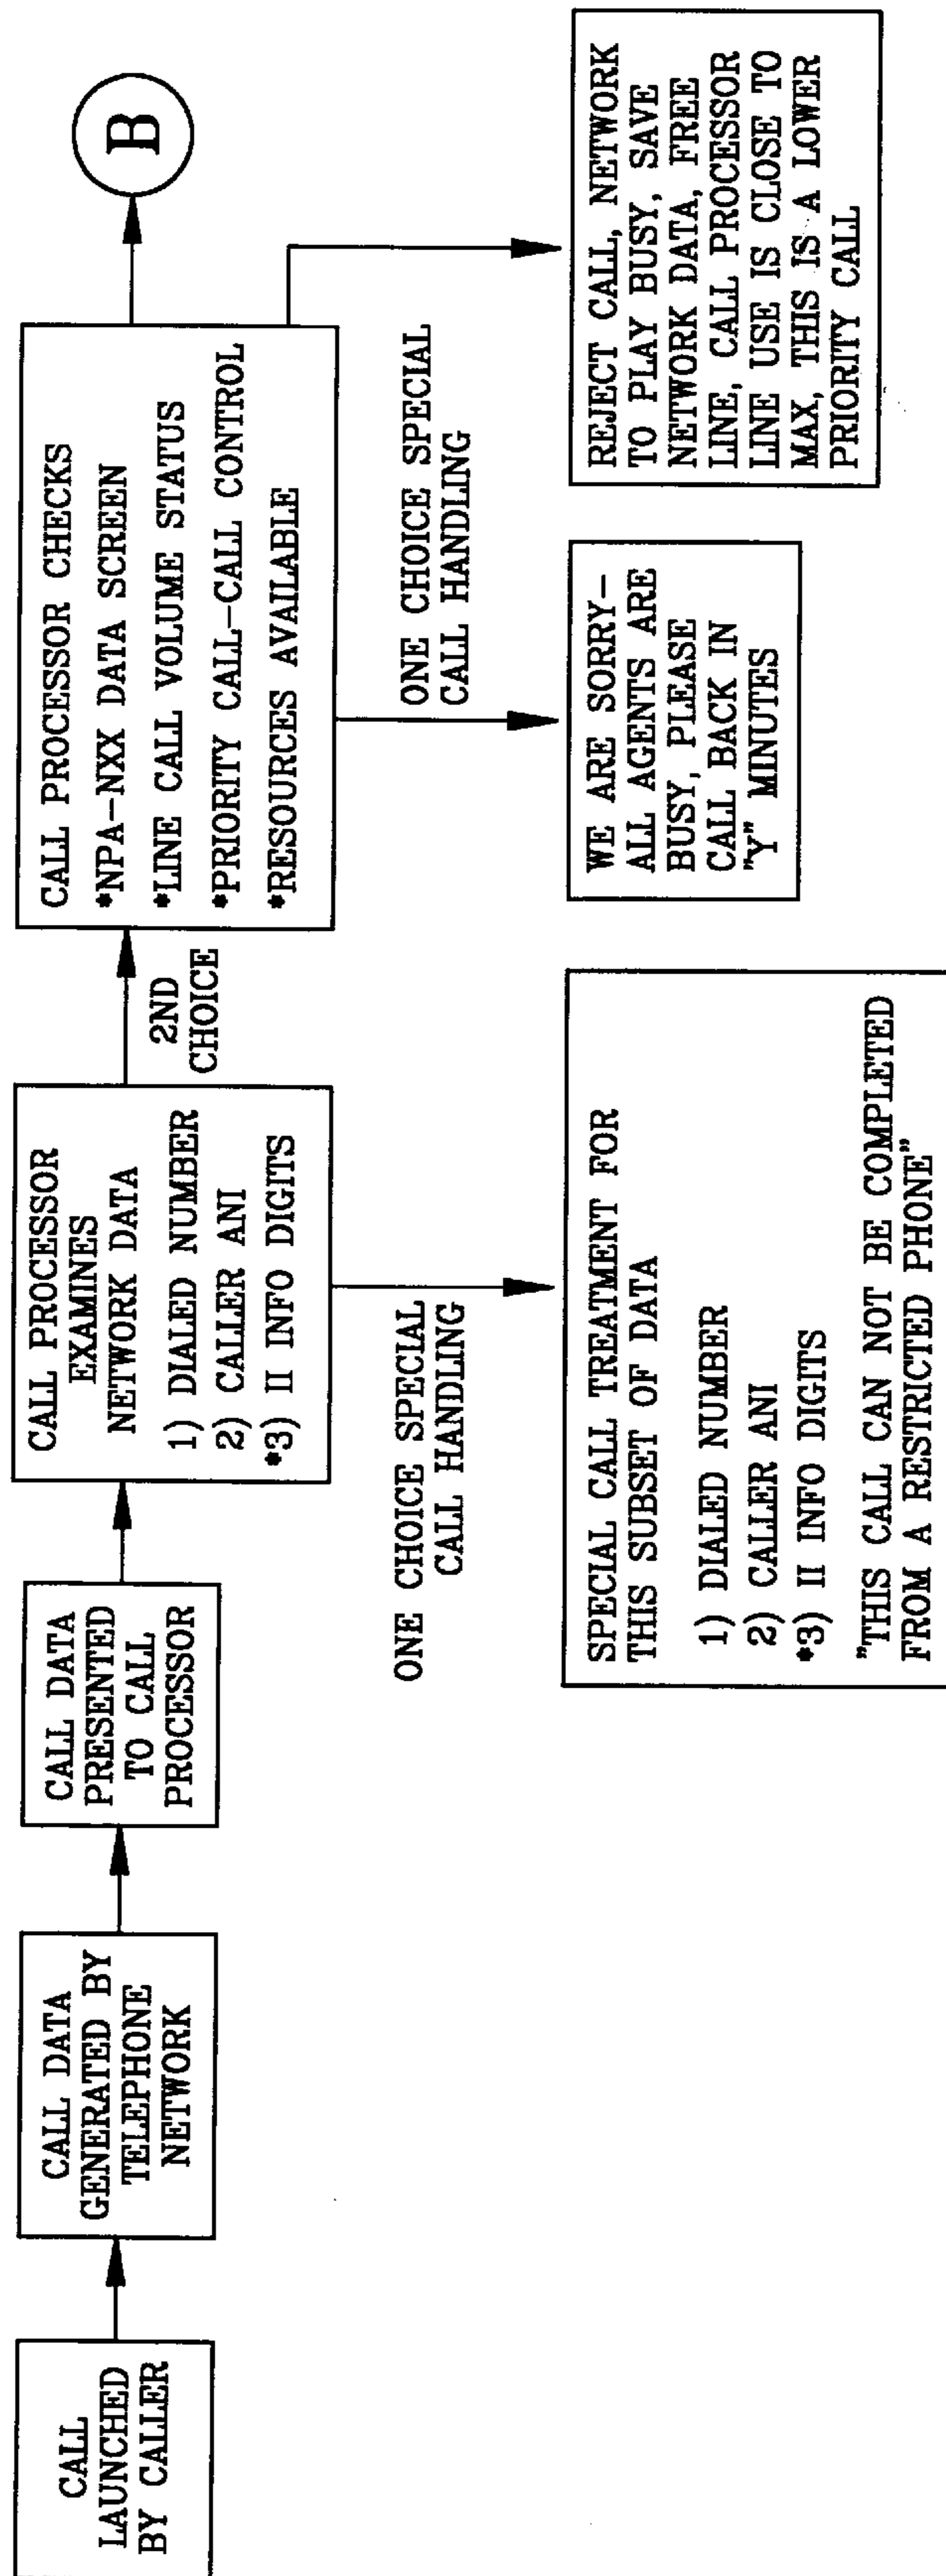 CALL
LAUNCHED
BY CALLER
CALL DATA
GENERATED BY
TELEPHONE
NETWORK
CALL DATA
PRESENTED
TO CALL
PROCESSOR
CALL PROCESSOR
EXAMINES
NETWORK DATA
1) DIALED NUMBER
2) CALLER ANI
*3) II INFO DIGITS
2ND
CHOICE
CALL PROCESSOR CHECKS
*NPA-NXX DATA SCREEN
*LINE CALL VOLUME STATUS
*PRIORITY CALL-CALL CONTROL
*RESOURCES AVAILABLE
B
ONE CHOICE SPECIAL
CALL HANDLING
ONE CHOICE SPECIAL
CALL HANDLING
SPECIAL CALL TREATMENT FOR
THIS SUBSET OF DATA
1) DIALED NUMBER
2) CALLER ANI
*3) II INFO DIGITS
"THIS CALL CAN NOT BE COMPLETED
FROM A RESTRICTED PHONE"
WE ARE SORRY-
ALL AGENTS ARE
BUSY, PLEASE
CALL BACK IN
"Y" MINUTES
REJECT CALL, NETWORK
TO PLAY BUSY, SAVE
NETWORK DATA, FREE
LINE, CALL PROCESSOR
LINE USE IS CLOSE TO
MAX, THIS IS A LOWER
PRIORITY CALL